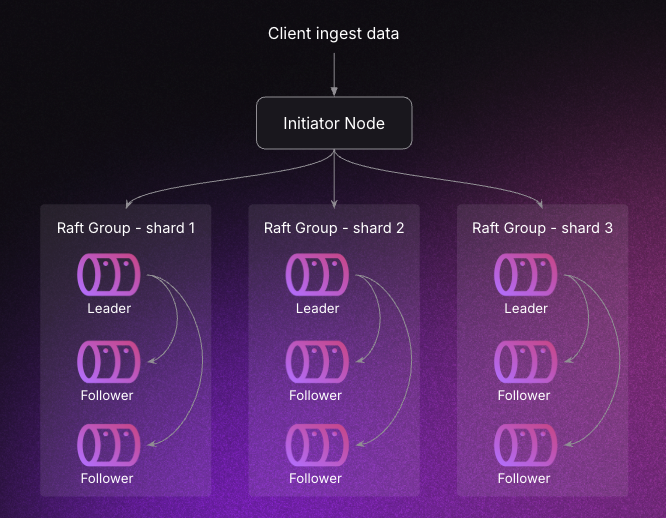 Client ingest data
Initiator Node
Raft Group - shard 1
Leader
Follower
Follower
Raft Group - shard 2
Leader
Follower
Follower
Raft Group - shard 3
Leader
Follower
Follower